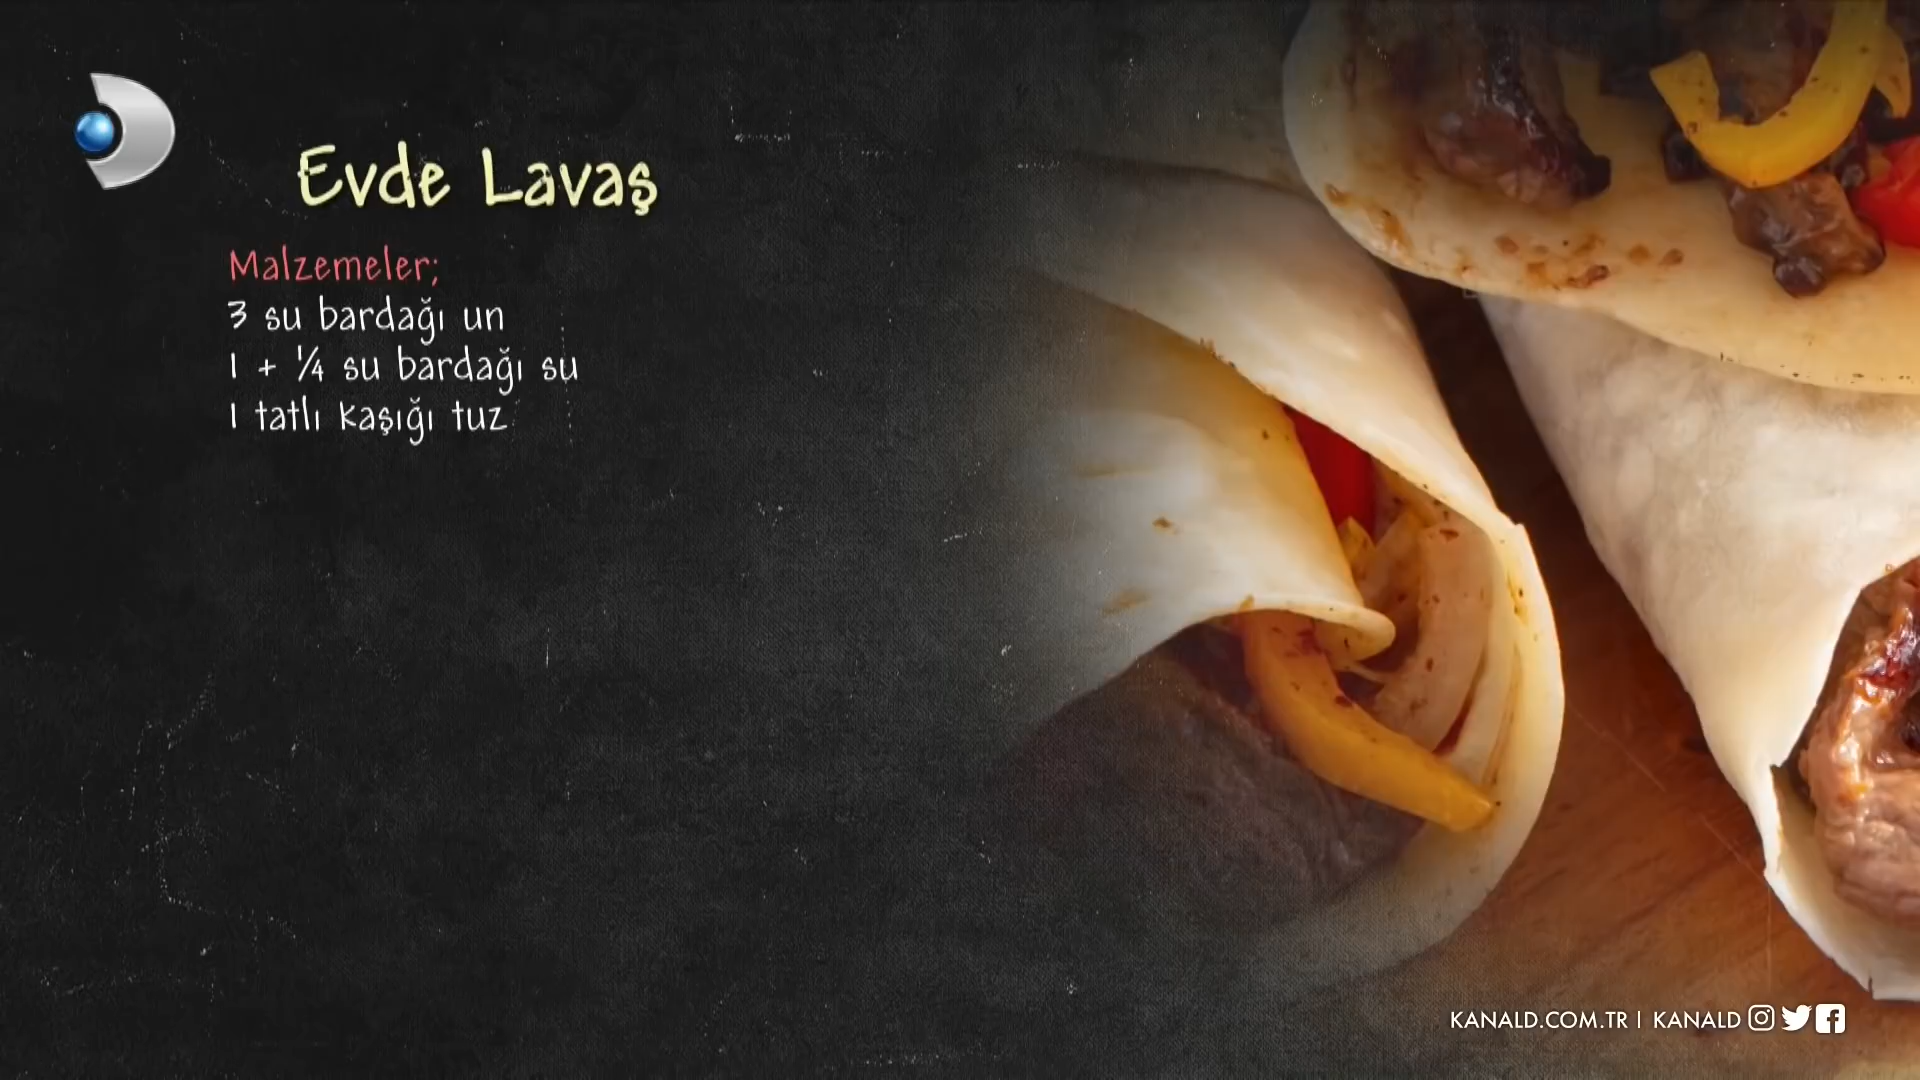 Evde Lavaş
Malzemeler;
3 su bardağı un
1 + ¼ su bardağı su
1 tatlı kaşığı tuz
KANALD.COM.TR | KANALD